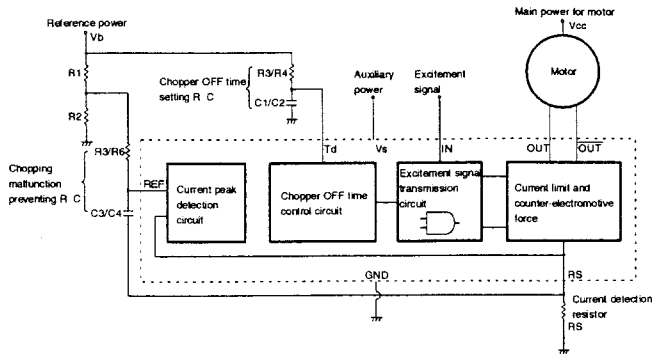 Reference power
Vb
Main power for motor
Vcc
R1
R2
Chopper OFF time
setting R C
R3/R4
C1/C2
Auxiliary
power
Excitement
signal
Motor
Td
Vs
IN
OUT
OUT
R3/R6
Chopping
malfunction
preventing R C
C3/C4
REF
Current peak
detection
circuit
Chopper OFF time
control circuit
Excitement signal
transmission
circuit
Current limit and
counter-electromotive
force
GND
RS
Current detection
resistor
RS